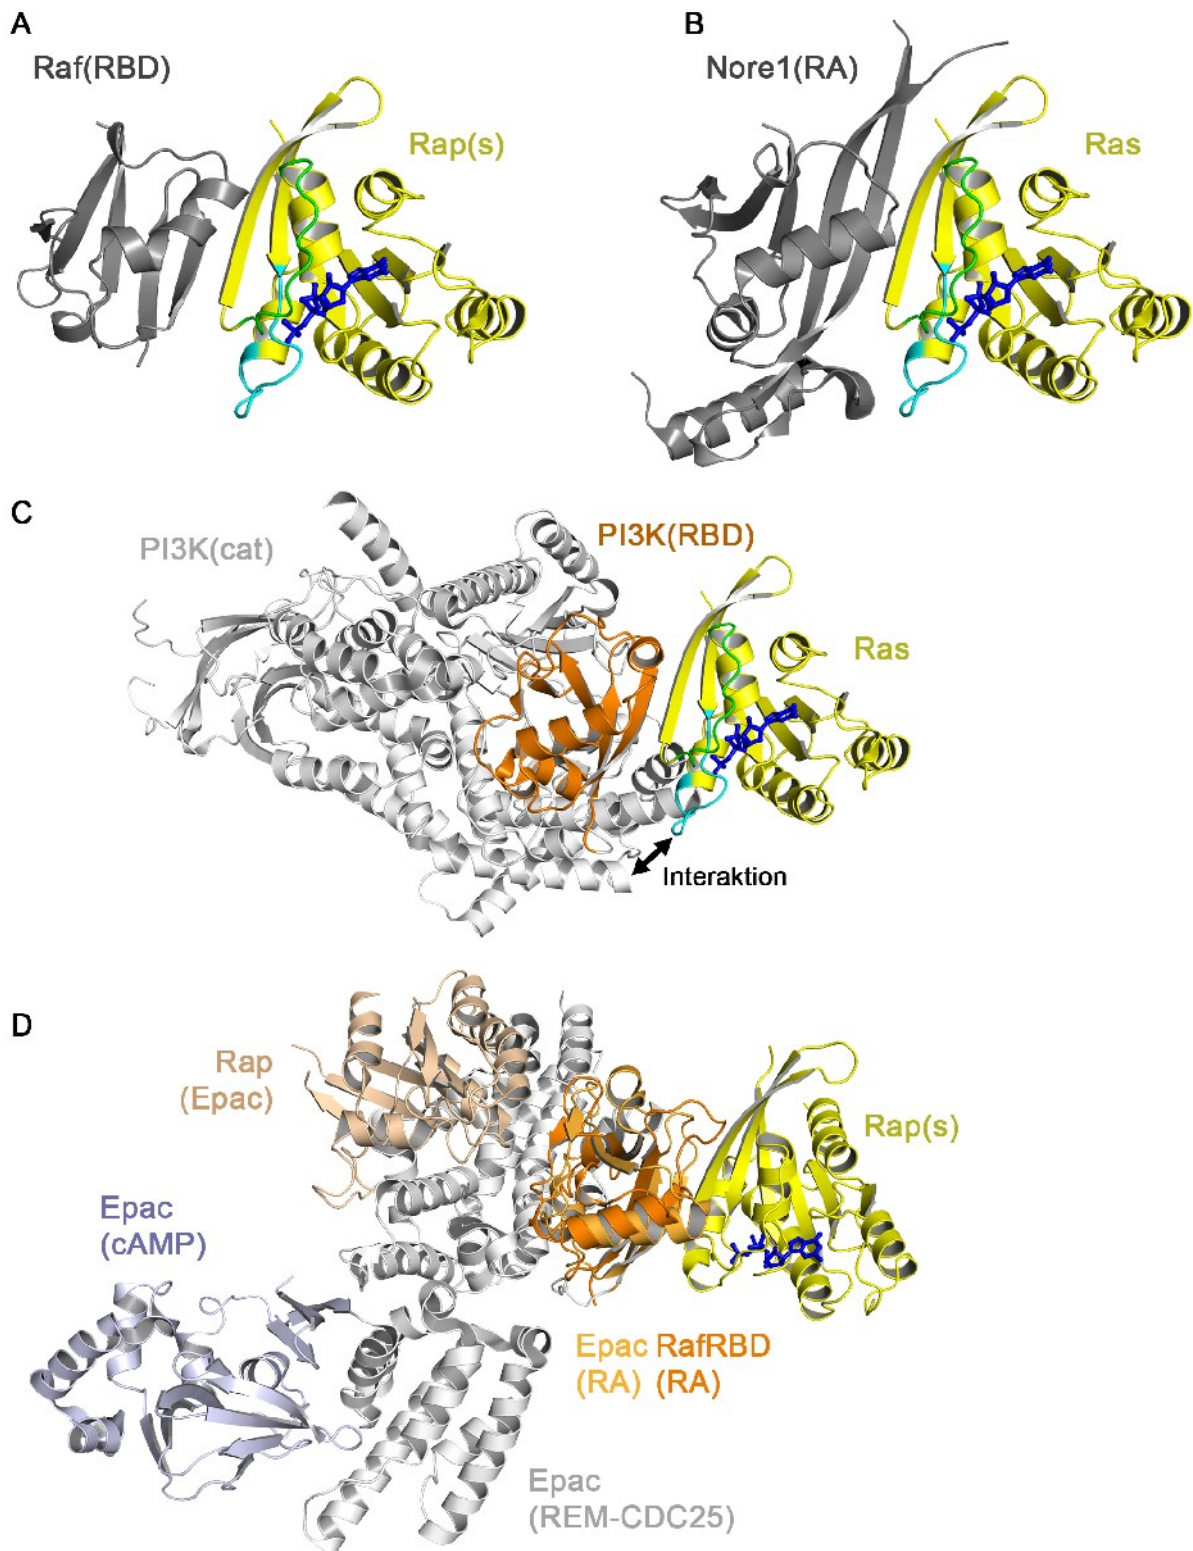 A
Raf(RBD)
Rap(s)
B
Nore1(RA)
Ras
C
PI3K(cat)
PI3K(RBD)
Ras
Interaktion
D
Rap
(Epac)
Rap(s)
Epac
(cAMP)
Epac RafRBD
(RA) (RA)
Epac
(REM-CDC25)